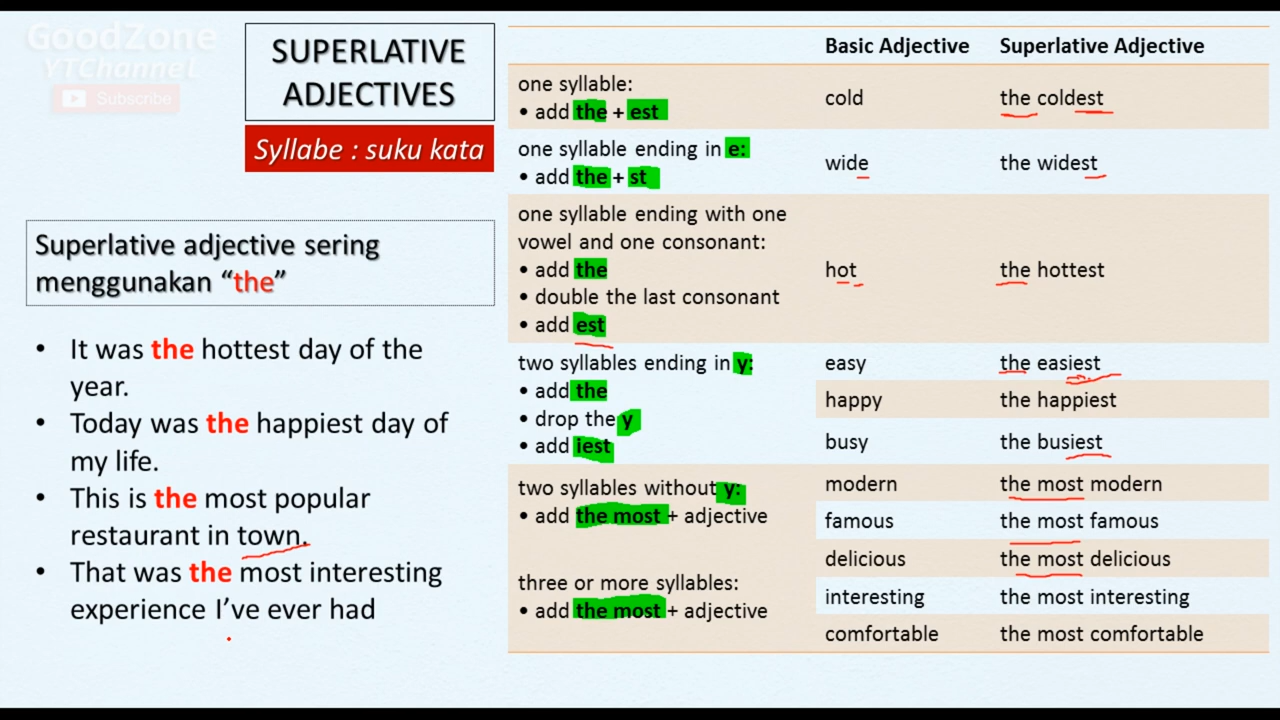 GoodZone
YTChannel
Subscribe
SUPERLATIVE
ADJECTIVES
Syllabe : suku kata
Superlative adjective sering
menggunakan “the”
• It was the hottest day of the
year.
• Today was the happiest day of
my life.
• This is the most popular
restaurant in town.
• That was the most interesting
experience I’ve ever had
Basic Adjective Superlative Adjective
one syllable:
• add the + est
cold the coldest
one syllable ending in e:
• add the + st
wide the widest
one syllable ending with one
vowel and one consonant:
• add the
• double the last consonant
• add est
hot the hottest
two syllables ending in y:
• add the
• drop the y
• add iest
easy the easiest
happy the happiest
busy the busiest
two syllables without y:
• add the most + adjective
modern the most modern
famous the most famous
three or more syllables:
• add the most + adjective
delicious the most delicious
interesting the most interesting
comfortable the most comfortable